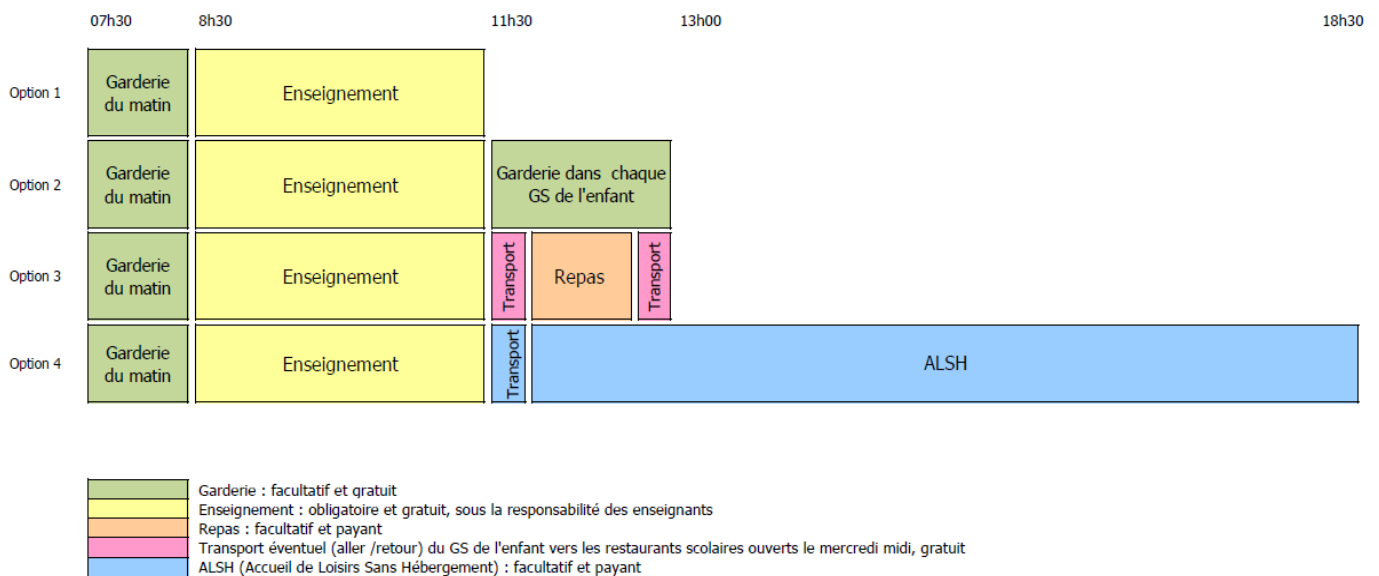 07h30 8h30 11h30 13h00 18h30
Option 1
Garderie
du matin
Enseignement
Option 2
Garderie
du matin
Enseignement
Garderie dans chaque
GS de l'enfant
Option 3
Garderie
du matin
Enseignement
Transport
Repas
Transport
Option 4
Garderie
du matin
Enseignement
Transport
ALSH
Garderie : facultatif et gratuit
Enseignement : obligatoire et gratuit, sous la responsabilité des enseignants
Repas : facultatif et payant
Transport éventuel (aller /retour) du GS de l'enfant vers les restaurants scolaires ouverts le mercredi midi, gratuit
ALSH (Accueil de Loisirs Sans Hébergement) : facultatif et payant